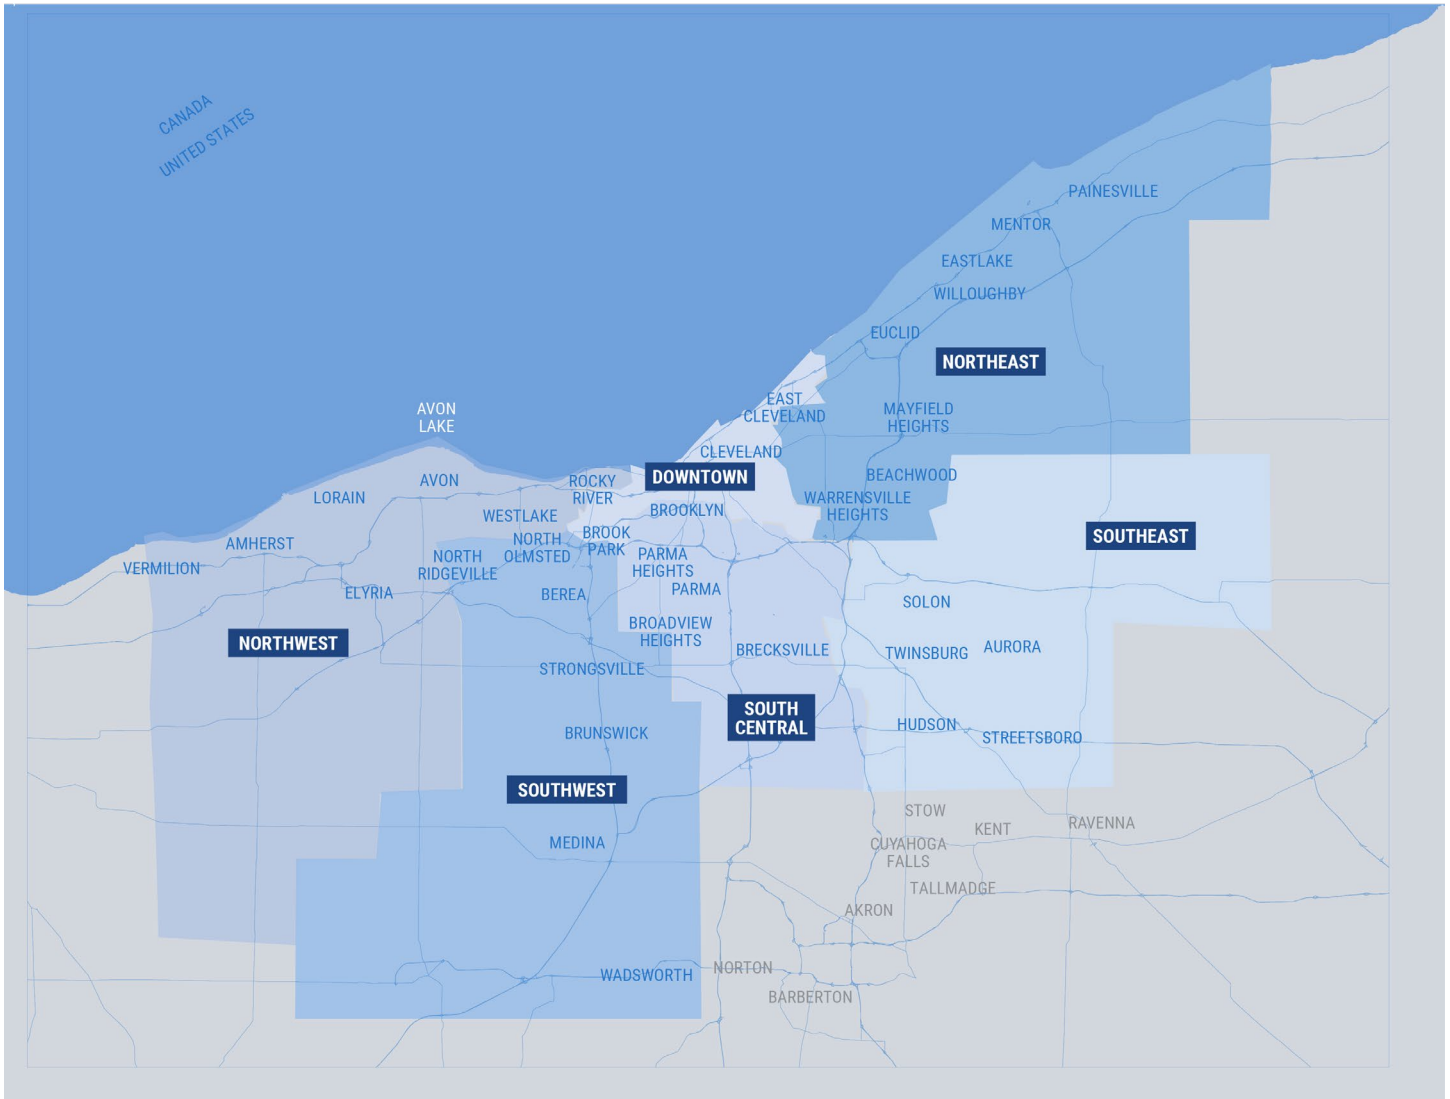 CANADA
UNITED STATES
PAINESVILLE
MENTOR
EASTLAKE
WILLOUGHBY
EUCLID
NORTHEAST
EAST
CLEVELAND
MAYFIELD
HEIGHTS
AVON
LAKE
CLEVELAND
DOWNTOWN
BEACHWOOD
WARRENSVILLE
HEIGHTS
AVON
ROCKY
RIVER
LORAIN
WESTLAKE
BROOKLYN
BROOK
PARK
NORTH
OLMSTED
SOUTHEAST
AMHERST
VERMILION
NORTH
RIDGEVILLE
PARMA
HEIGHTS
PARMA
ELYRIA
BEREA
SOLON
BROADVIEW
HEIGHTS
NORTHWEST
BRECKSVILLE
TWINSBURG
AURORA
STRONGSVILLE
SOUTH
CENTRAL
HUDSON
STREETSBORO
BRUNSWICK
SOUTHWEST
STOW
KENT
RAVENNA
MEDINA
CUYAHOGA
FALLS
TALLMADGE
AKRON
WADSWORTH
NORTON
BARBERTON